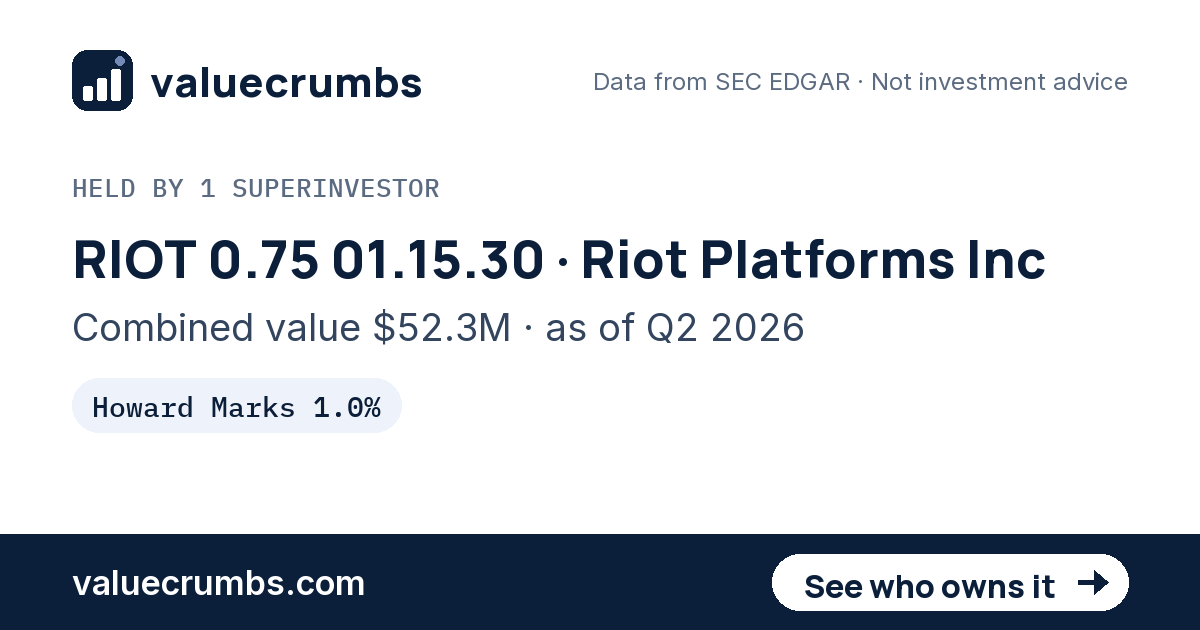 valuecrumbs
Data from SEC EDGAR · Not investment advice
HELD BY 1 SUPERINVESTOR
RIOT 0.75 01.15.30 · Riot Platforms Inc
Combined value $52.3M · as of Q2 2026
Howard Marks 1.0%
valuecrumbs.com
See who owns it →